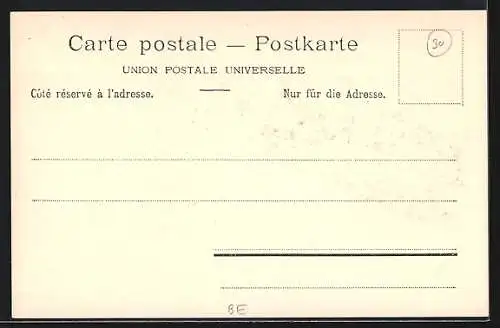 Carte postale — Postkarte
30
UNION POSTALE UNIVERSELLE
Côté réservé à l'adresse.
Nur für die Adresse.
BE